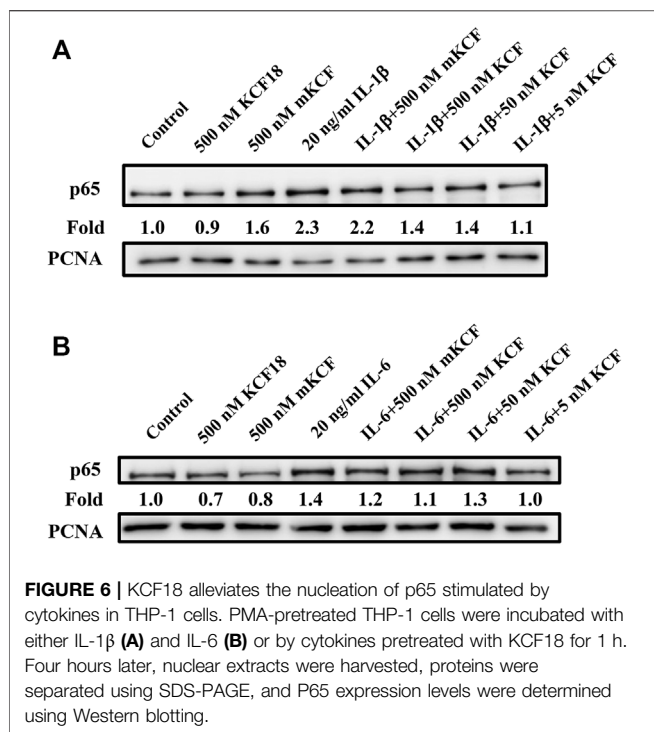 A
Control
500 nM KCF18
500 nM mKCF
20 ng/ml IL-1β
IL-1β+500 nM mKCF
IL-1β+500 nM KCF
IL-1β+50 nM KCF
IL-1β+5 nM KCF
p65
Fold 1.0 0.9 1.6 2.3 2.2 1.4 1.4 1.1
PCNA
B
Control
500 nM KCF18
500 nM mKCF
20 ng/ml IL-6
IL-6+500 nM mKCF
IL-6+500 nM KCF
IL-6+50 nM KCF
IL-6+5 nM KCF
p65
Fold 1.0 0.7 0.8 1.4 1.2 1.1 1.3 1.0
PCNA
FIGURE 6 | KCF18 alleviates the nucleation of p65 stimulated by
cytokines in THP-1 cells. PMA-pretreated THP-1 cells were incubated with
either IL-1β (A) and IL-6 (B) or by cytokines pretreated with KCF18 for 1 h.
Four hours later, nuclear extracts were harvested, proteins were
separated using SDS-PAGE, and P65 expression levels were determined
using Western blotting.